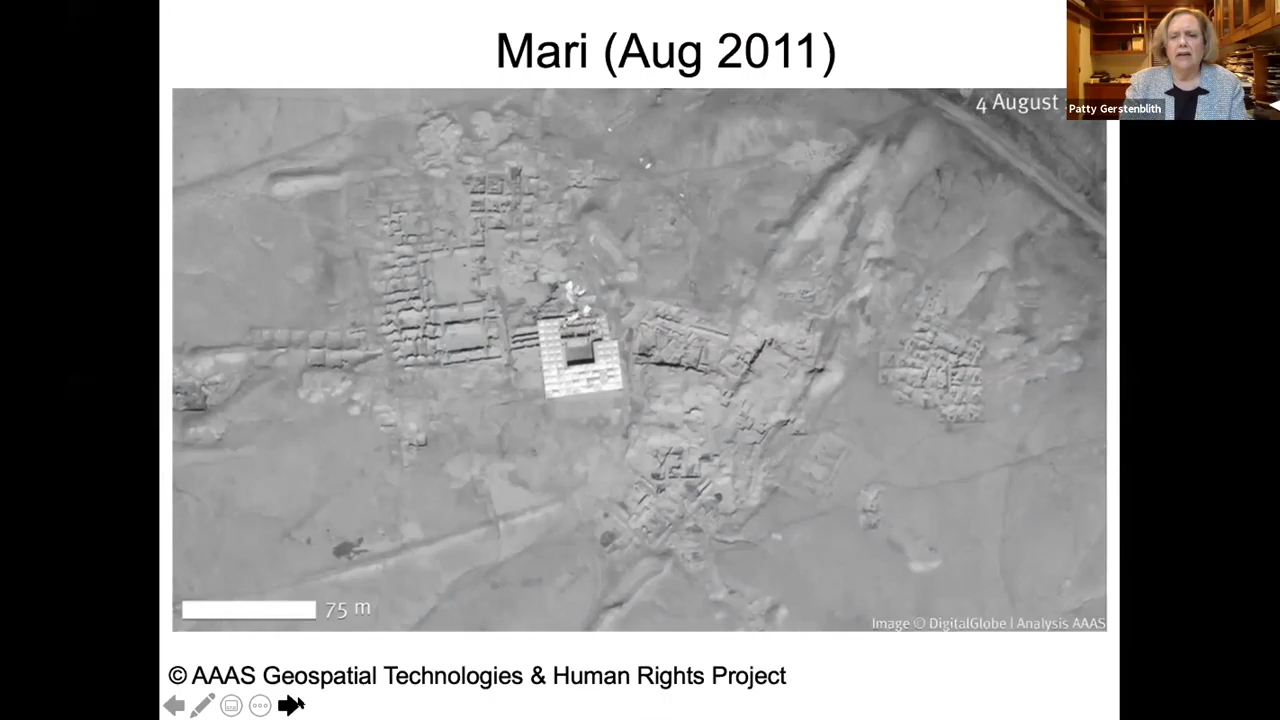 Mari (Aug 2011)
4 August
Patty Gerstenblith
75 m
Image © DigitalGlobe | Analysis AAAS
© AAAS Geospatial Technologies & Human Rights Project